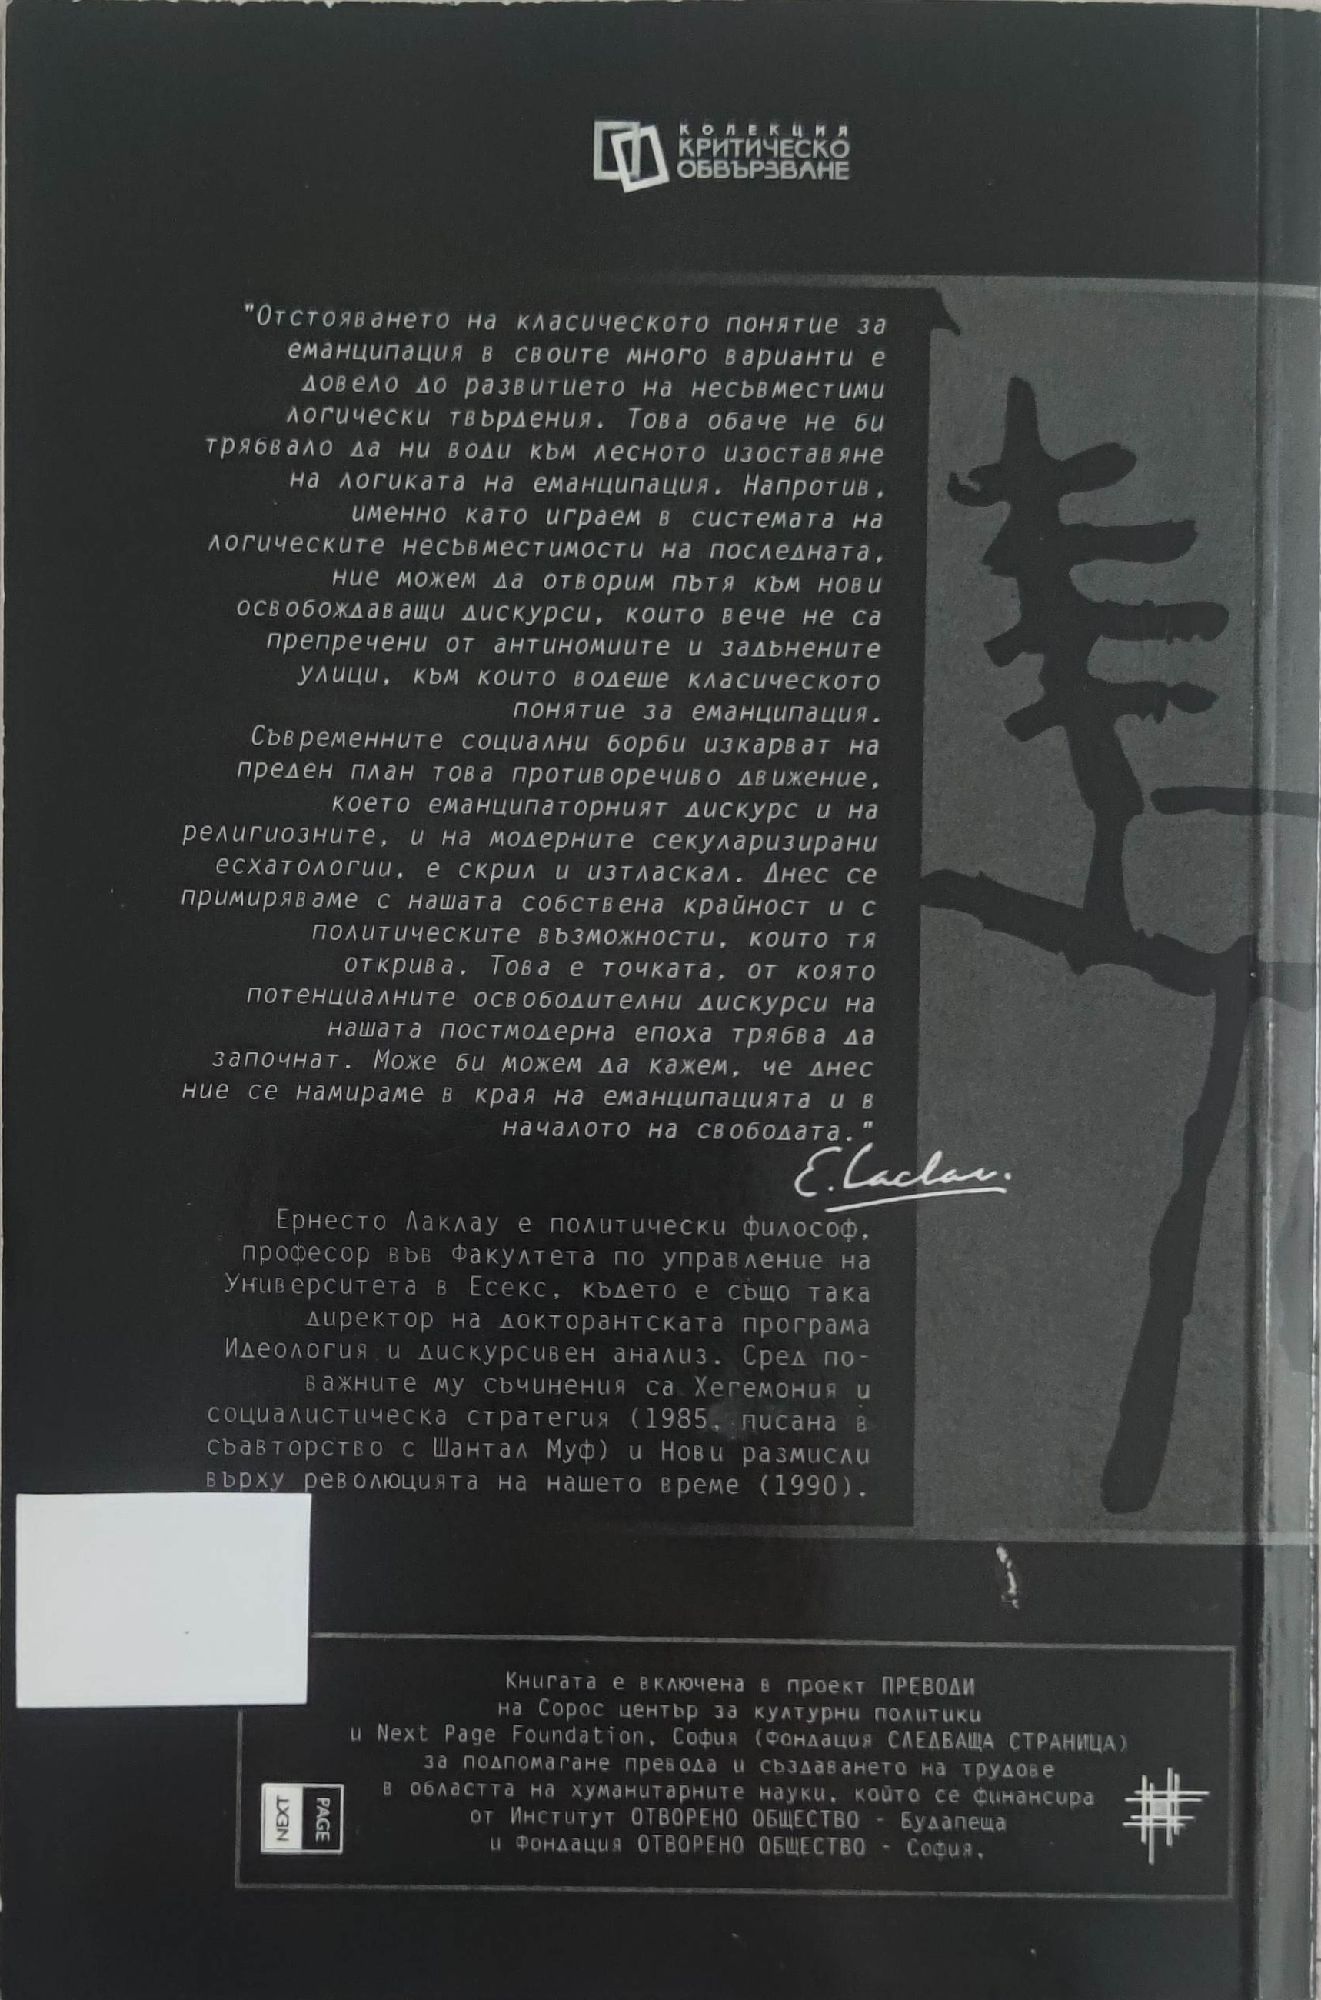 КОЛЕКЦИЯ
КРИТИЧЕСКО
ОБВЪРЗВАНЕ
"Отстояването на класическото понятие за
еманципация в своите много варианти е
довело до развитието на несъвместими
логически твърдения. Това обаче не би
трябвало да ни води към лесното изоставяне
на логиката на еманципация. Напротив,
именно като играем в системата на
логическите несъвместимости на последната,
ние можем да отворим пътя към нови
освобождаващи дискурси, които вече не са
препречени от антиномиите и задънените
улици, към които водеше класическото
понятие за еманципация.
Съвременните социални борби изкарват на
преден план това противоречиво движение,
което еманципаторният дискурс и на
религиозните, и на модерните секуларизирани
есхатологии, е скрил и изтласкал. Днес се
примиряваме с нашата собствена крайност и с
политическите възможности, които тя
открива. Това е точката, от която
потенциалните освободителни дискурси на
нашата постмодерна епоха трябва да
започнат. Може би можем да кажем, че днес
ние се намираме в края на еманципацията и в
началото на свободата."
E. Laclau.
Ернесто Лаклау е политически философ,
професор във Факултета по управление на
Университета в Есекс, където е също така
директор на докторантската програма
Идеология и дискурсивен анализ. Сред по-
важните му съчинения са Хегемония и
социалистическа стратегия (1985, писана в
съавторство с Шантал Муф) и Нови размисли
върху революцията на нашето време (1990).
Книгата е включена в проект ПРЕВОДИ
на Сорос център за културни политики
и Next Page Foundation, София (Фондация СЛЕДВАЩА СТРАНИЦА)
за подпомагане превода и създаването на трудове
в областта на хуманитарните науки, който се финансира
от Институт ОТВОРЕНО ОБЩЕСТВО - Будапеща
и Фондация ОТВОРЕНО ОБЩЕСТВО - София.
NEXT
PAGE